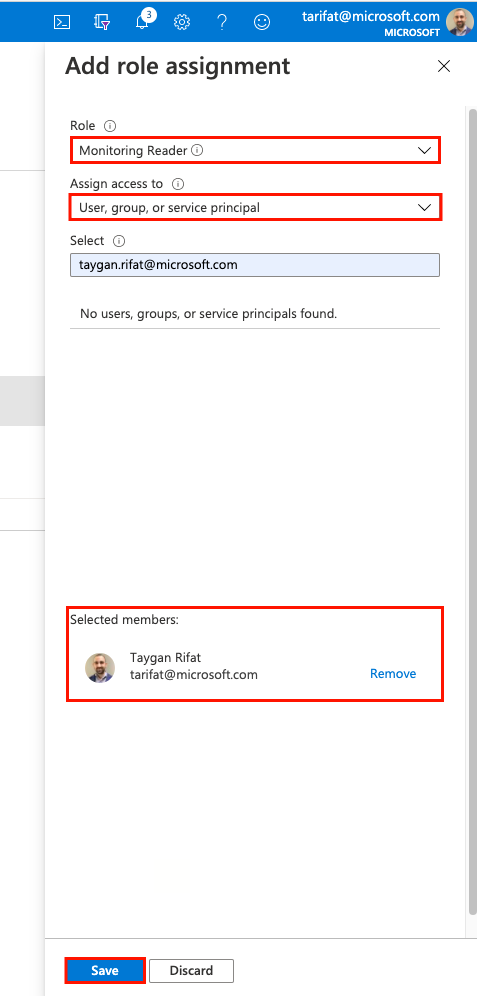 3
?
tarifat@microsoft.com
MICROSOFT
Add role assignment
Role
Monitoring Reader
Assign access to
User, group, or service principal
Select
taygan.rifat@microsoft.com
No users, groups, or service principals found.
Selected members:
Taygan Rifat
tarifat@microsoft.com
Remove
Save
Discard